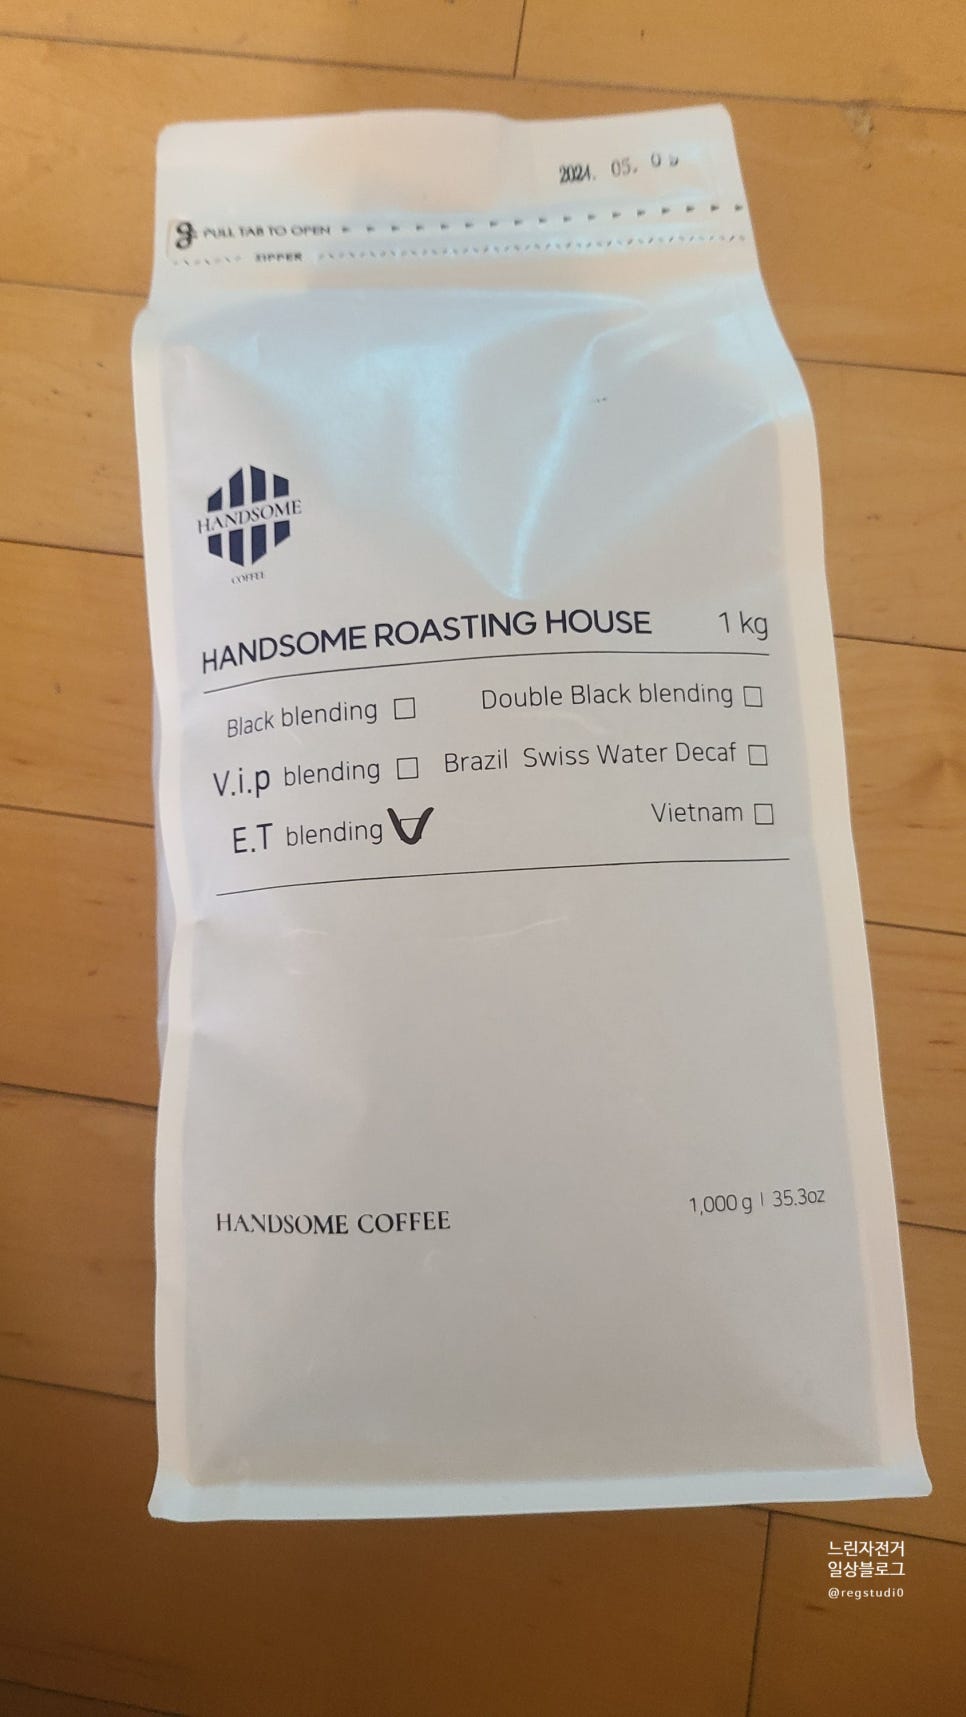 2024. 05. 0
PULL TAB TO OPEN
ZIPPER
HANDSOME
COFFEE
HANDSOME ROASTING HOUSE 1 kg
Black blending □ Double Black blending □
V.i.p blending □ Brazil Swiss Water Decaf □
E.T blending ☑ Vietnam □
HANDSOME COFFEE 1,000 g | 35.3oz
느린자전거
일상블로그
@regstudi0